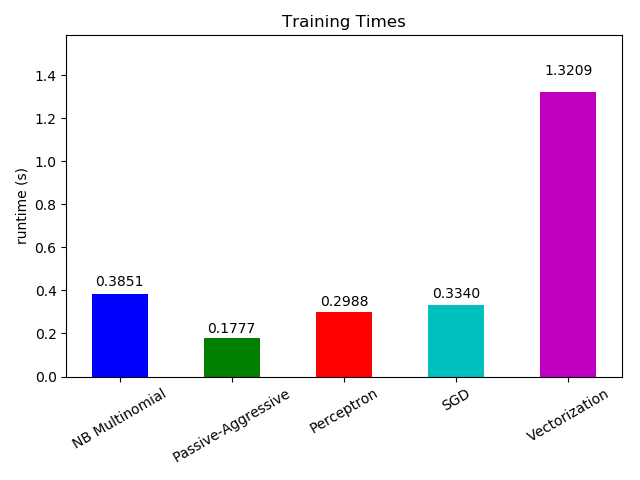 Training Times
runtime (s)
1.4
1.2
1.0
0.8
0.6
0.4
0.2
0.0
0.3851
0.1777
0.2988
0.3340
1.3209
NB Multinomial
Passive-Aggressive
Perceptron
SGD
Vectorization